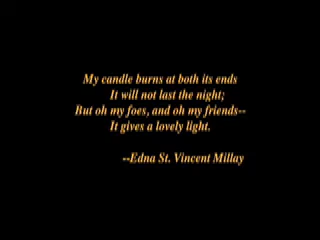 My candle burns at both its ends
It will not last the night;
But oh my foes, and oh my friends--
It gives a lovely light.
--Edna St. Vincent Millay